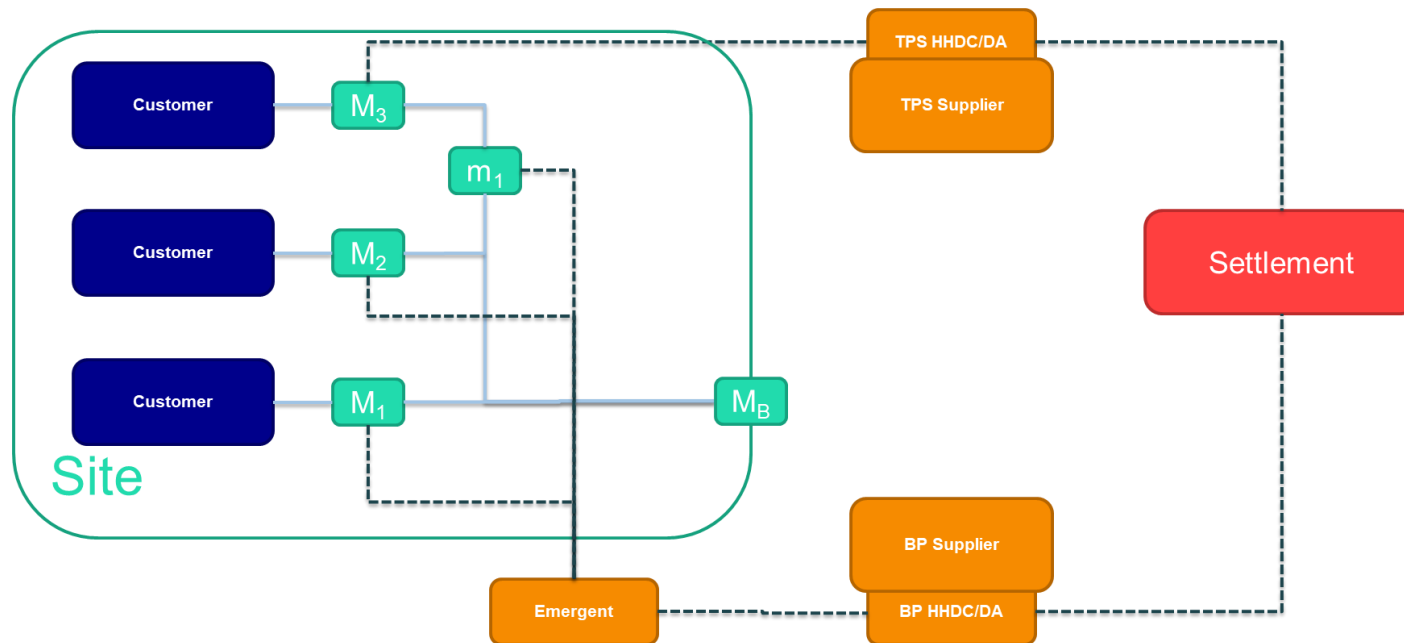 TPS HHDC/DA
Customer
M₃
TPS Supplier
m₁
Customer
M₂
Settlement
Customer
M₁
M_B
Site
BP Supplier
Emergent
BP HHDC/DA